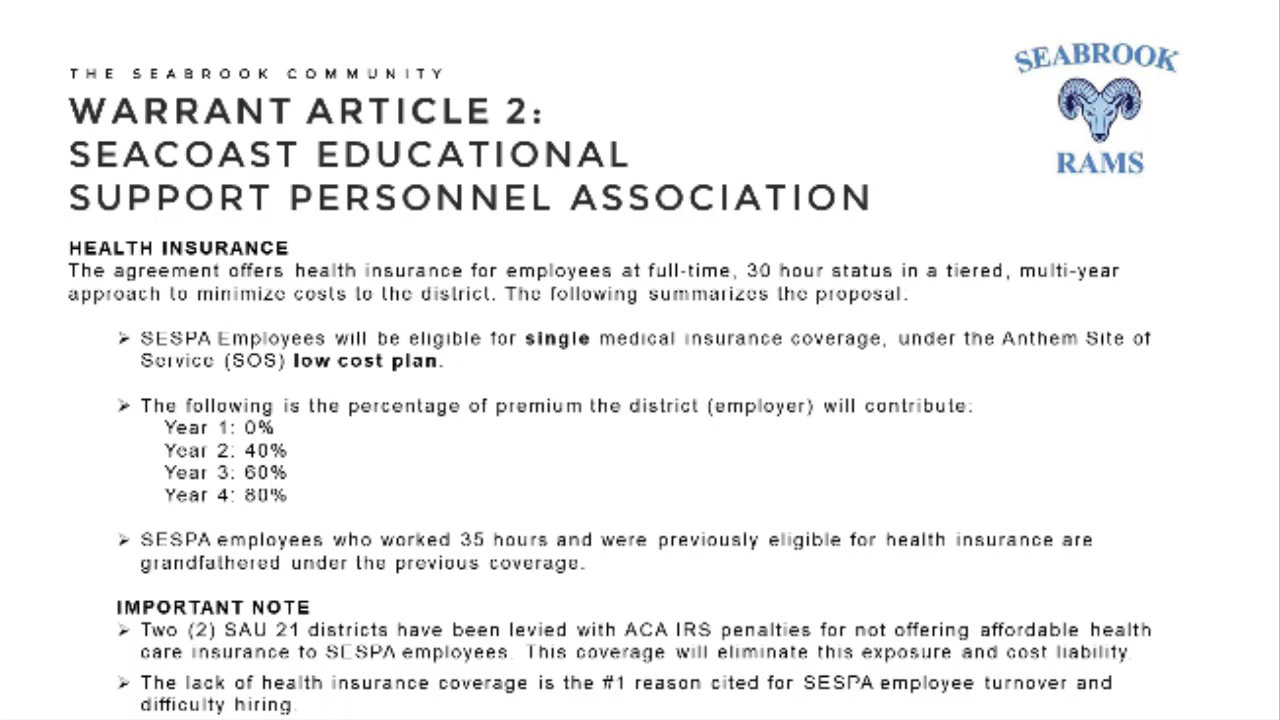 THE SEABROOK COMMUNITY
WARRANT ARTICLE 2:
SEACOAST EDUCATIONAL
SUPPORT PERSONNEL ASSOCIATION
SEABROOK
RAMS
HEALTH INSURANCE
The agreement offers health insurance for employees at full-time, 30 hour status in a tiered, multi-year
approach to minimize costs to the district. The following summarizes the proposal:
➢ SESPA Employees will be eligible for single medical insurance coverage, under the Anthem Site of
Service (SOS) low cost plan.
➢ The following is the percentage of premium the district (employer) will contribute:
Year 1: 0%
Year 2: 40%
Year 3: 60%
Year 4: 80%
➢ SESPA employees who worked 35 hours and were previously eligible for health insurance are
grandfathered under the previous coverage.
IMPORTANT NOTE
➢ Two (2) SAU 21 districts have been levied with ACA IRS penalties for not offering affordable health
care insurance to SESPA employees. This coverage will eliminate this exposure and cost liability.
➢ The lack of health insurance coverage is the #1 reason cited for SESPA employee turnover and
difficulty hiring.